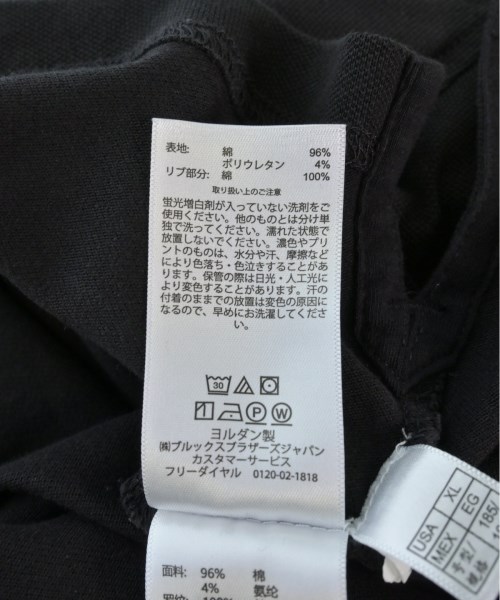 表地: 綿 96%
ポリウレタン 4%
リブ部分: 綿 100%
取り扱い上のご注意
蛍光増白剤が入っていない洗剤をご
使用ください。他のものとは分け単
独で洗ってください。濡れた状態で
放置しないでください。濃色やプリ
ントのものは、水分や汗、摩擦など
により色落ち・色泣きすることがあ
ります。保管の際は日光・人工光に
より変色することがあります。汗の
付着のままでの放置は変色の原因に
なるので、早めにお洗濯してくださ
い。
30
P W
ヨルダン製
㈱ブルックスブラザーズジャパン
カスタマーサービス
フリーダイヤル 0120-02-1818
面料: 96% 棉
4% 氨纶
USA XL
MEX EG
号型/ 185/
规格